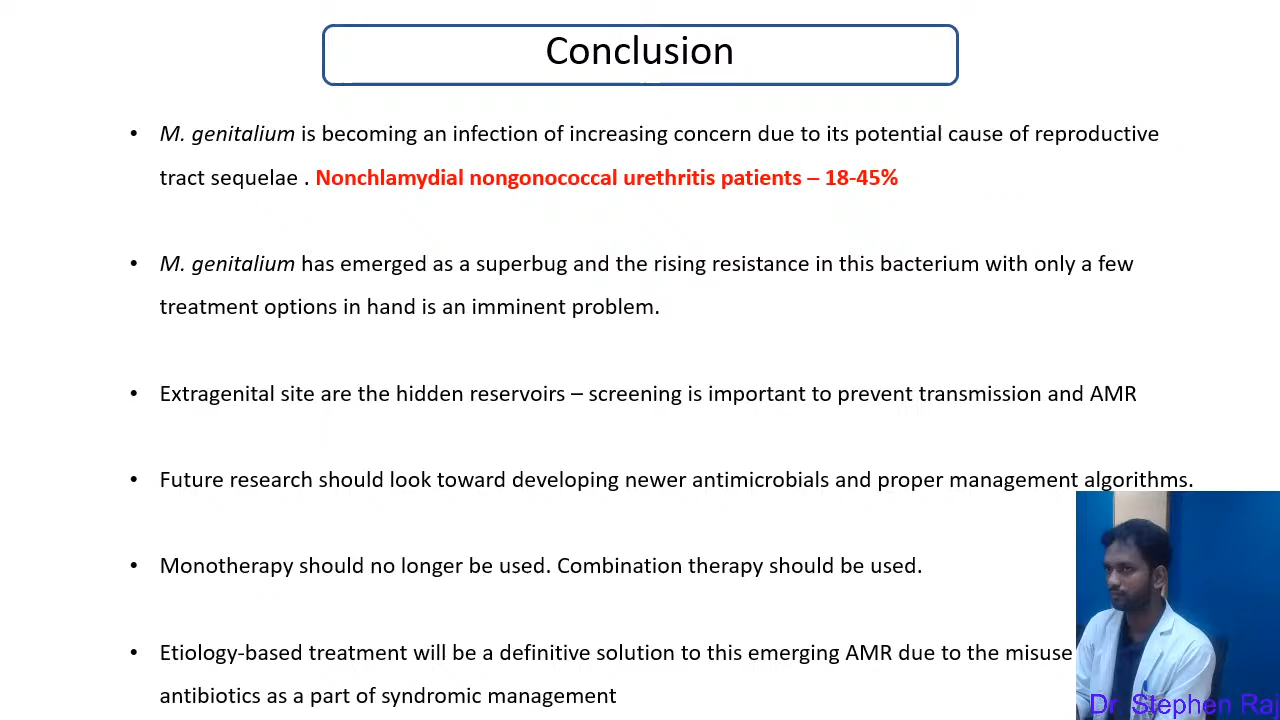 Conclusion
• M. genitalium is becoming an infection of increasing concern due to its potential cause of reproductive
tract sequelae . Nonchlamydial nongonococcal urethritis patients – 18-45%
• M. genitalium has emerged as a superbug and the rising resistance in this bacterium with only a few
treatment options in hand is an imminent problem.
• Extragenital site are the hidden reservoirs – screening is important to prevent transmission and AMR
• Future research should look toward developing newer antimicrobials and proper management algorithms.
• Monotherapy should no longer be used. Combination therapy should be used.
• Etiology-based treatment will be a definitive solution to this emerging AMR due to the misuse
antibiotics as a part of syndromic management
Dr. Stephen Raj